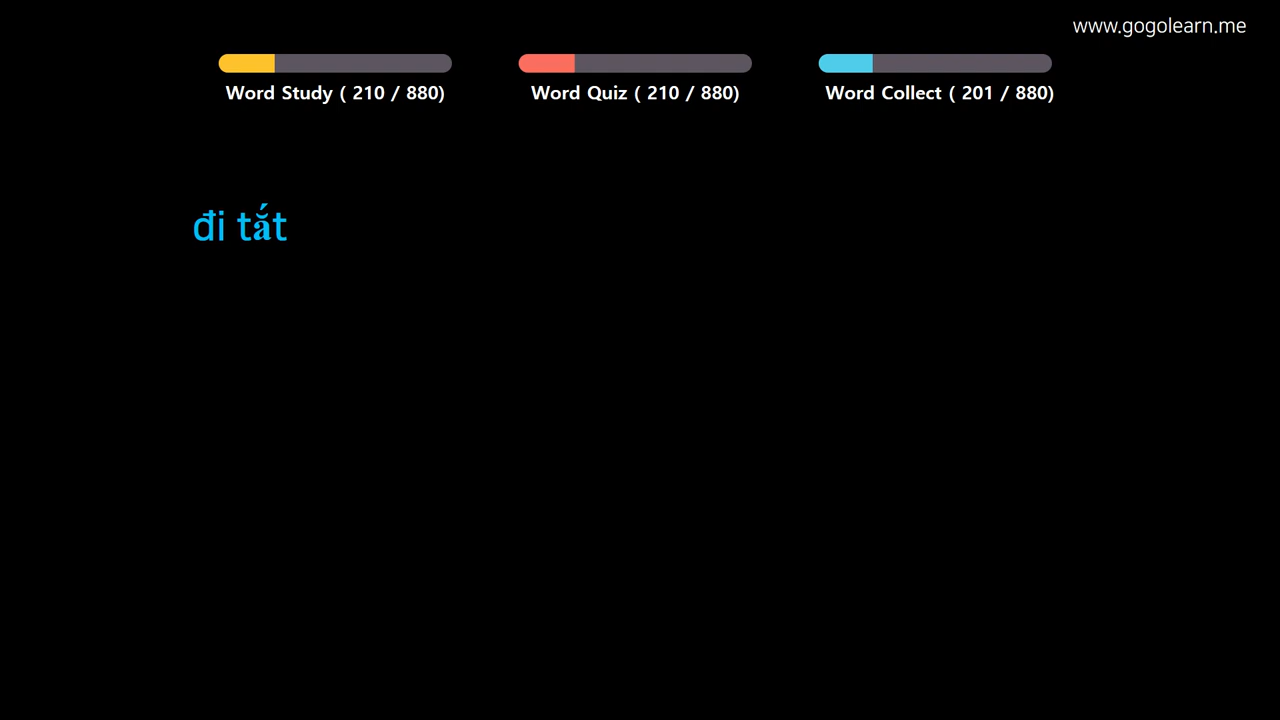 www.gogolearn.me
Word Study ( 210 / 880)
Word Quiz ( 210 / 880)
Word Collect ( 201 / 880)
đi tắt